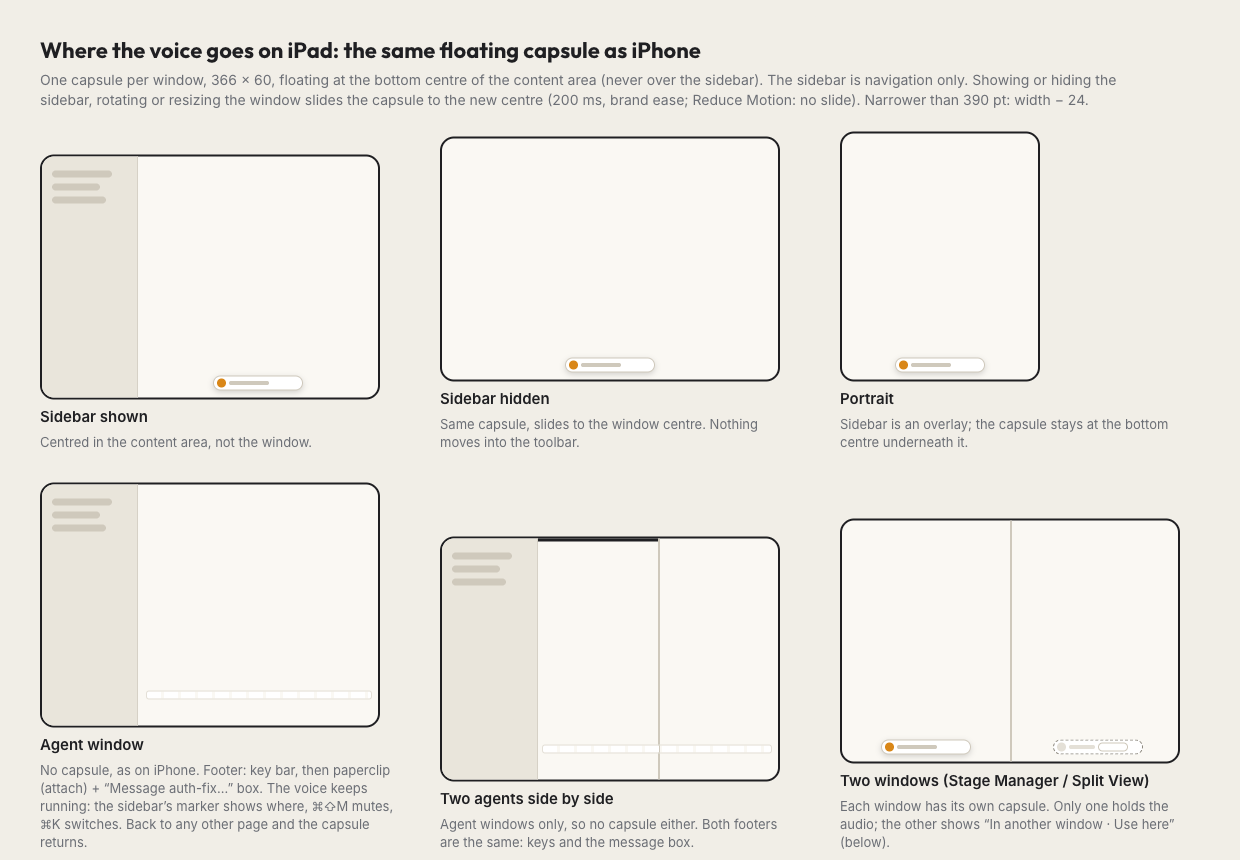 Where the voice goes on iPad: the same floating capsule as iPhone
One capsule per window, 366 × 60, floating at the bottom centre of the content area (never over the sidebar). The sidebar is navigation only. Showing or hiding the
sidebar, rotating or resizing the window slides the capsule to the new centre (200 ms, brand ease; Reduce Motion: no slide). Narrower than 390 pt: width − 24.
Sidebar shown
Centred in the content area, not the window.
Sidebar hidden
Same capsule, slides to the window centre. Nothing
moves into the toolbar.
Portrait
Sidebar is an overlay; the capsule stays at the bottom
centre underneath it.
Agent window
No capsule, as on iPhone. Footer: key bar, then paperclip
(attach) + “Message auth-fix…” box. The voice keeps
running: the sidebar’s marker shows where, ⌘⇧M mutes,
⌘K switches. Back to any other page and the capsule
returns.
Two agents side by side
Agent windows only, so no capsule either. Both footers
are the same: keys and the message box.
Two windows (Stage Manager / Split View)
Each window has its own capsule. Only one holds the
audio; the other shows “In another window · Use here”
(below).